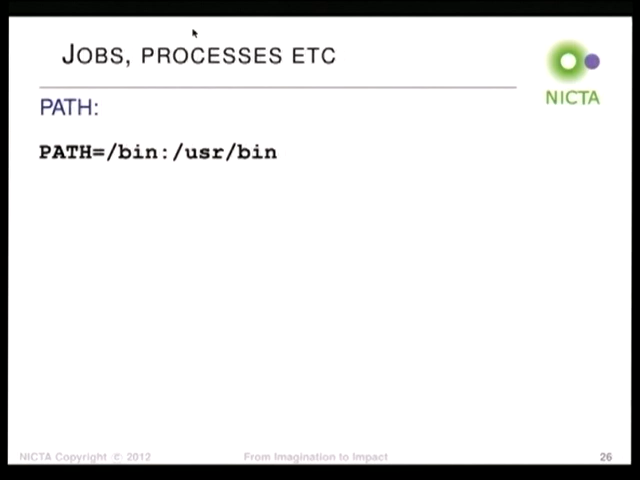 JOBS, PROCESSES ETC
NICTA
PATH:
PATH=/bin:/usr/bin
NICTA Copyright © 2012
From Imagination to Impact
26